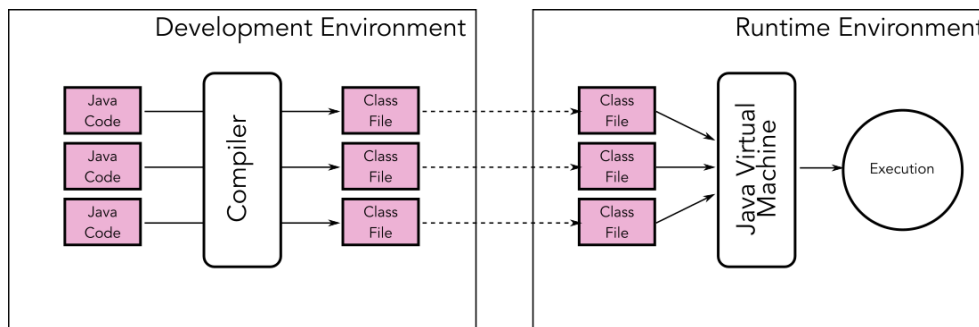 Development Environment
Runtime Environment
Java
Code
Java
Code
Java
Code
Compiler
Class
File
Class
File
Class
File
Class
File
Class
File
Class
File
Java Virtual
Machine
Execution